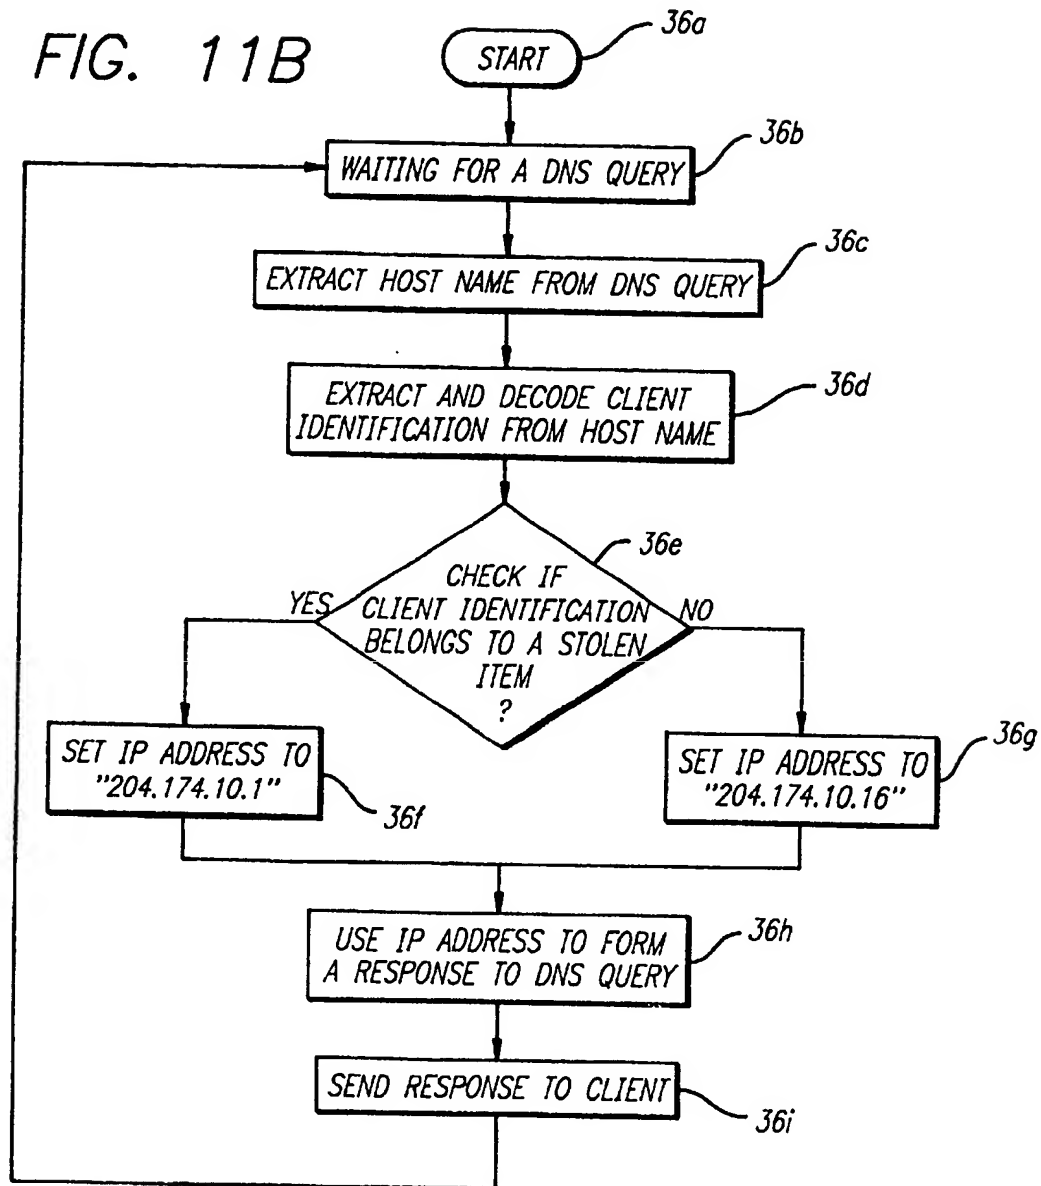 FIG. 11B
START
36a
WAITING FOR A DNS QUERY
36b
EXTRACT HOST NAME FROM DNS QUERY
36c
EXTRACT AND DECODE CLIENT
IDENTIFICATION FROM HOST NAME
36d
CHECK IF
CLIENT IDENTIFICATION
BELONGS TO A STOLEN
ITEM
?
36e
YES
NO
SET IP ADDRESS TO
"204.174.10.1"
36f
SET IP ADDRESS TO
"204.174.10.16"
36g
USE IP ADDRESS TO FORM
A RESPONSE TO DNS QUERY
36h
SEND RESPONSE TO CLIENT
36i